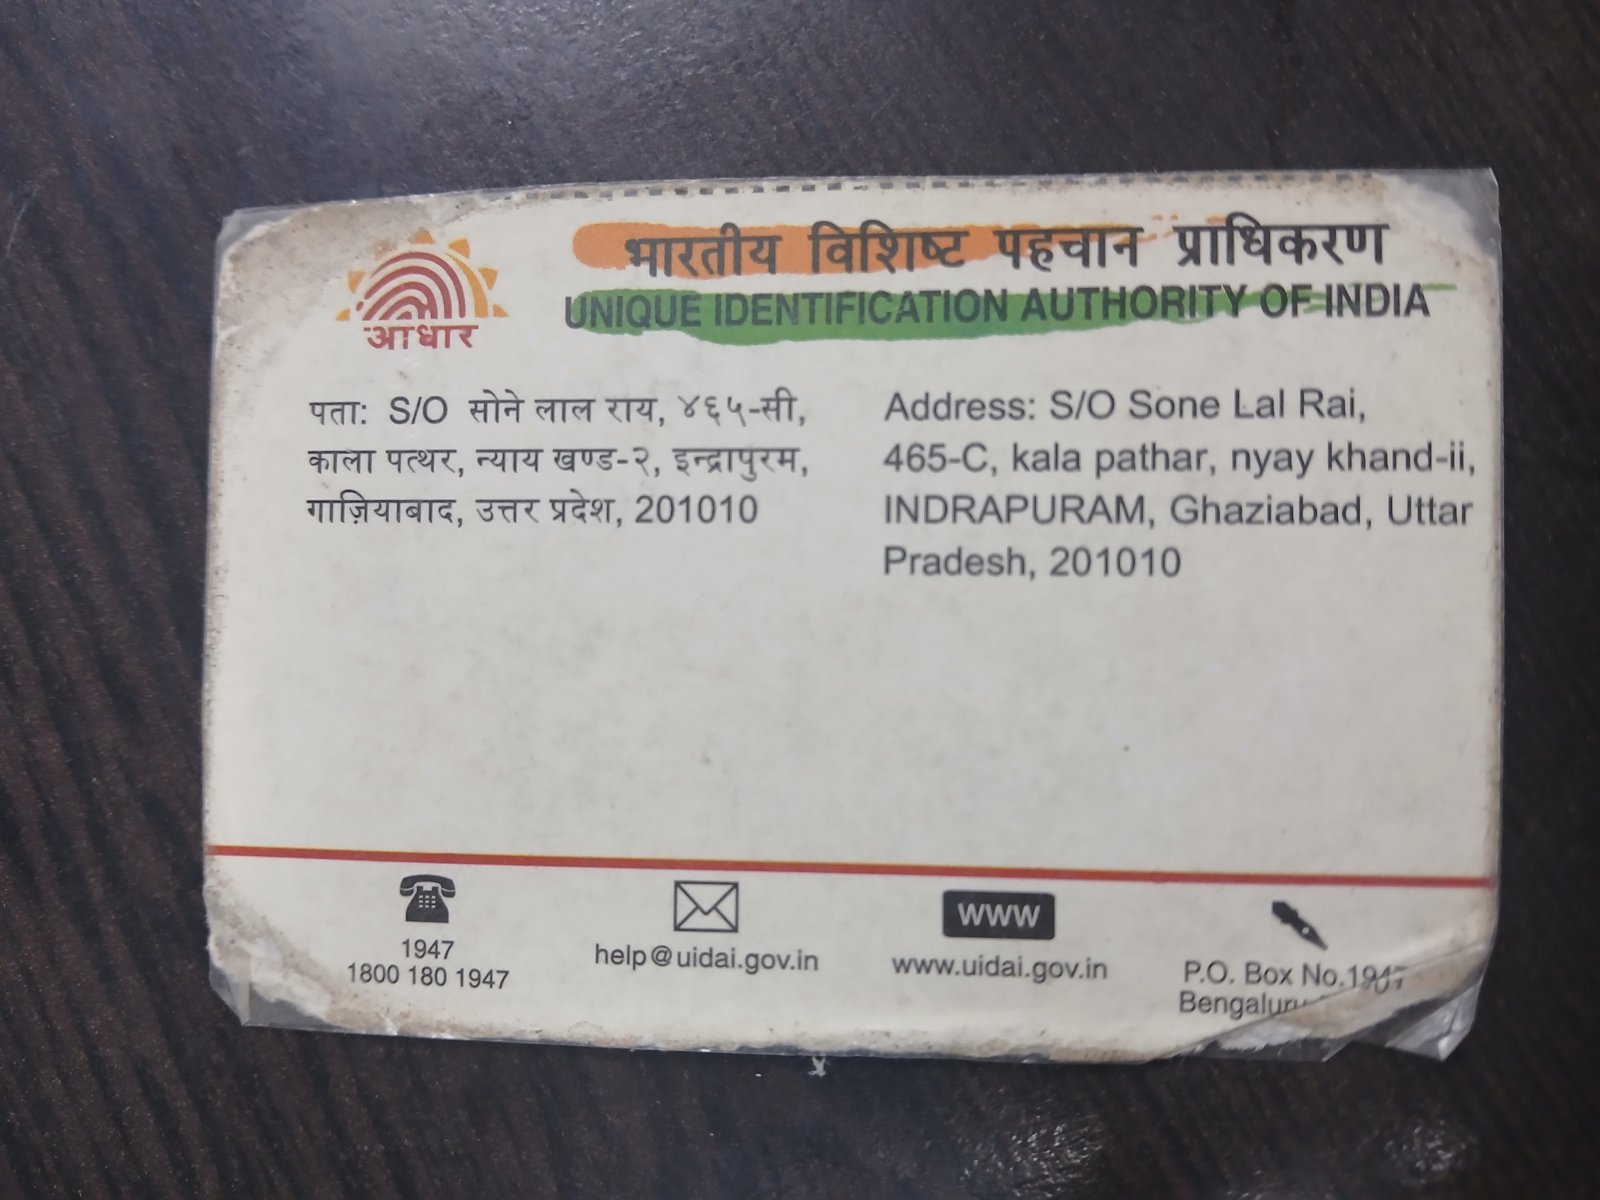 आधार
भारतीय विशिष्ट पहचान प्राधिकरण
UNIQUE IDENTIFICATION AUTHORITY OF INDIA
पता: S/O सोने लाल राय, ४६५-सी,
काला पत्थर, न्याय खण्ड-२, इन्द्रापुरम,
गाज़ियाबाद, उत्तर प्रदेश, 201010
Address: S/O Sone Lal Rai,
465-C, kala pathar, nyay khand-ii,
INDRAPURAM, Ghaziabad, Uttar
Pradesh, 201010
1947
1800 180 1947
help@uidai.gov.in
WWW
www.uidai.gov.in
P.O. Box No.1947
Bengaluru